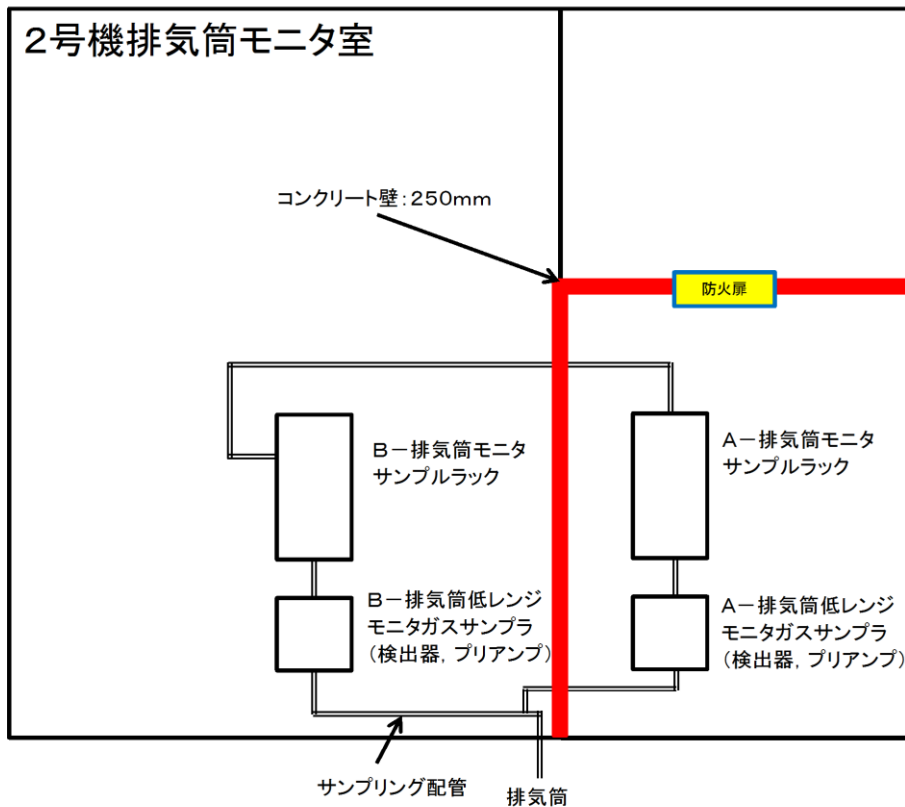 ２号機排気筒モニタ室
コンクリート壁：２５０ｍｍ
防火扉
Ｂ－排気筒モニタ
サンプルラック
Ａ－排気筒モニタ
サンプルラック
Ｂ－排気筒低レンジ
モニタガスサンプラ
（検出器，プリアンプ）
Ａ－排気筒低レンジ
モニタガスサンプラ
（検出器，プリアンプ）
サンプリング配管
排気筒